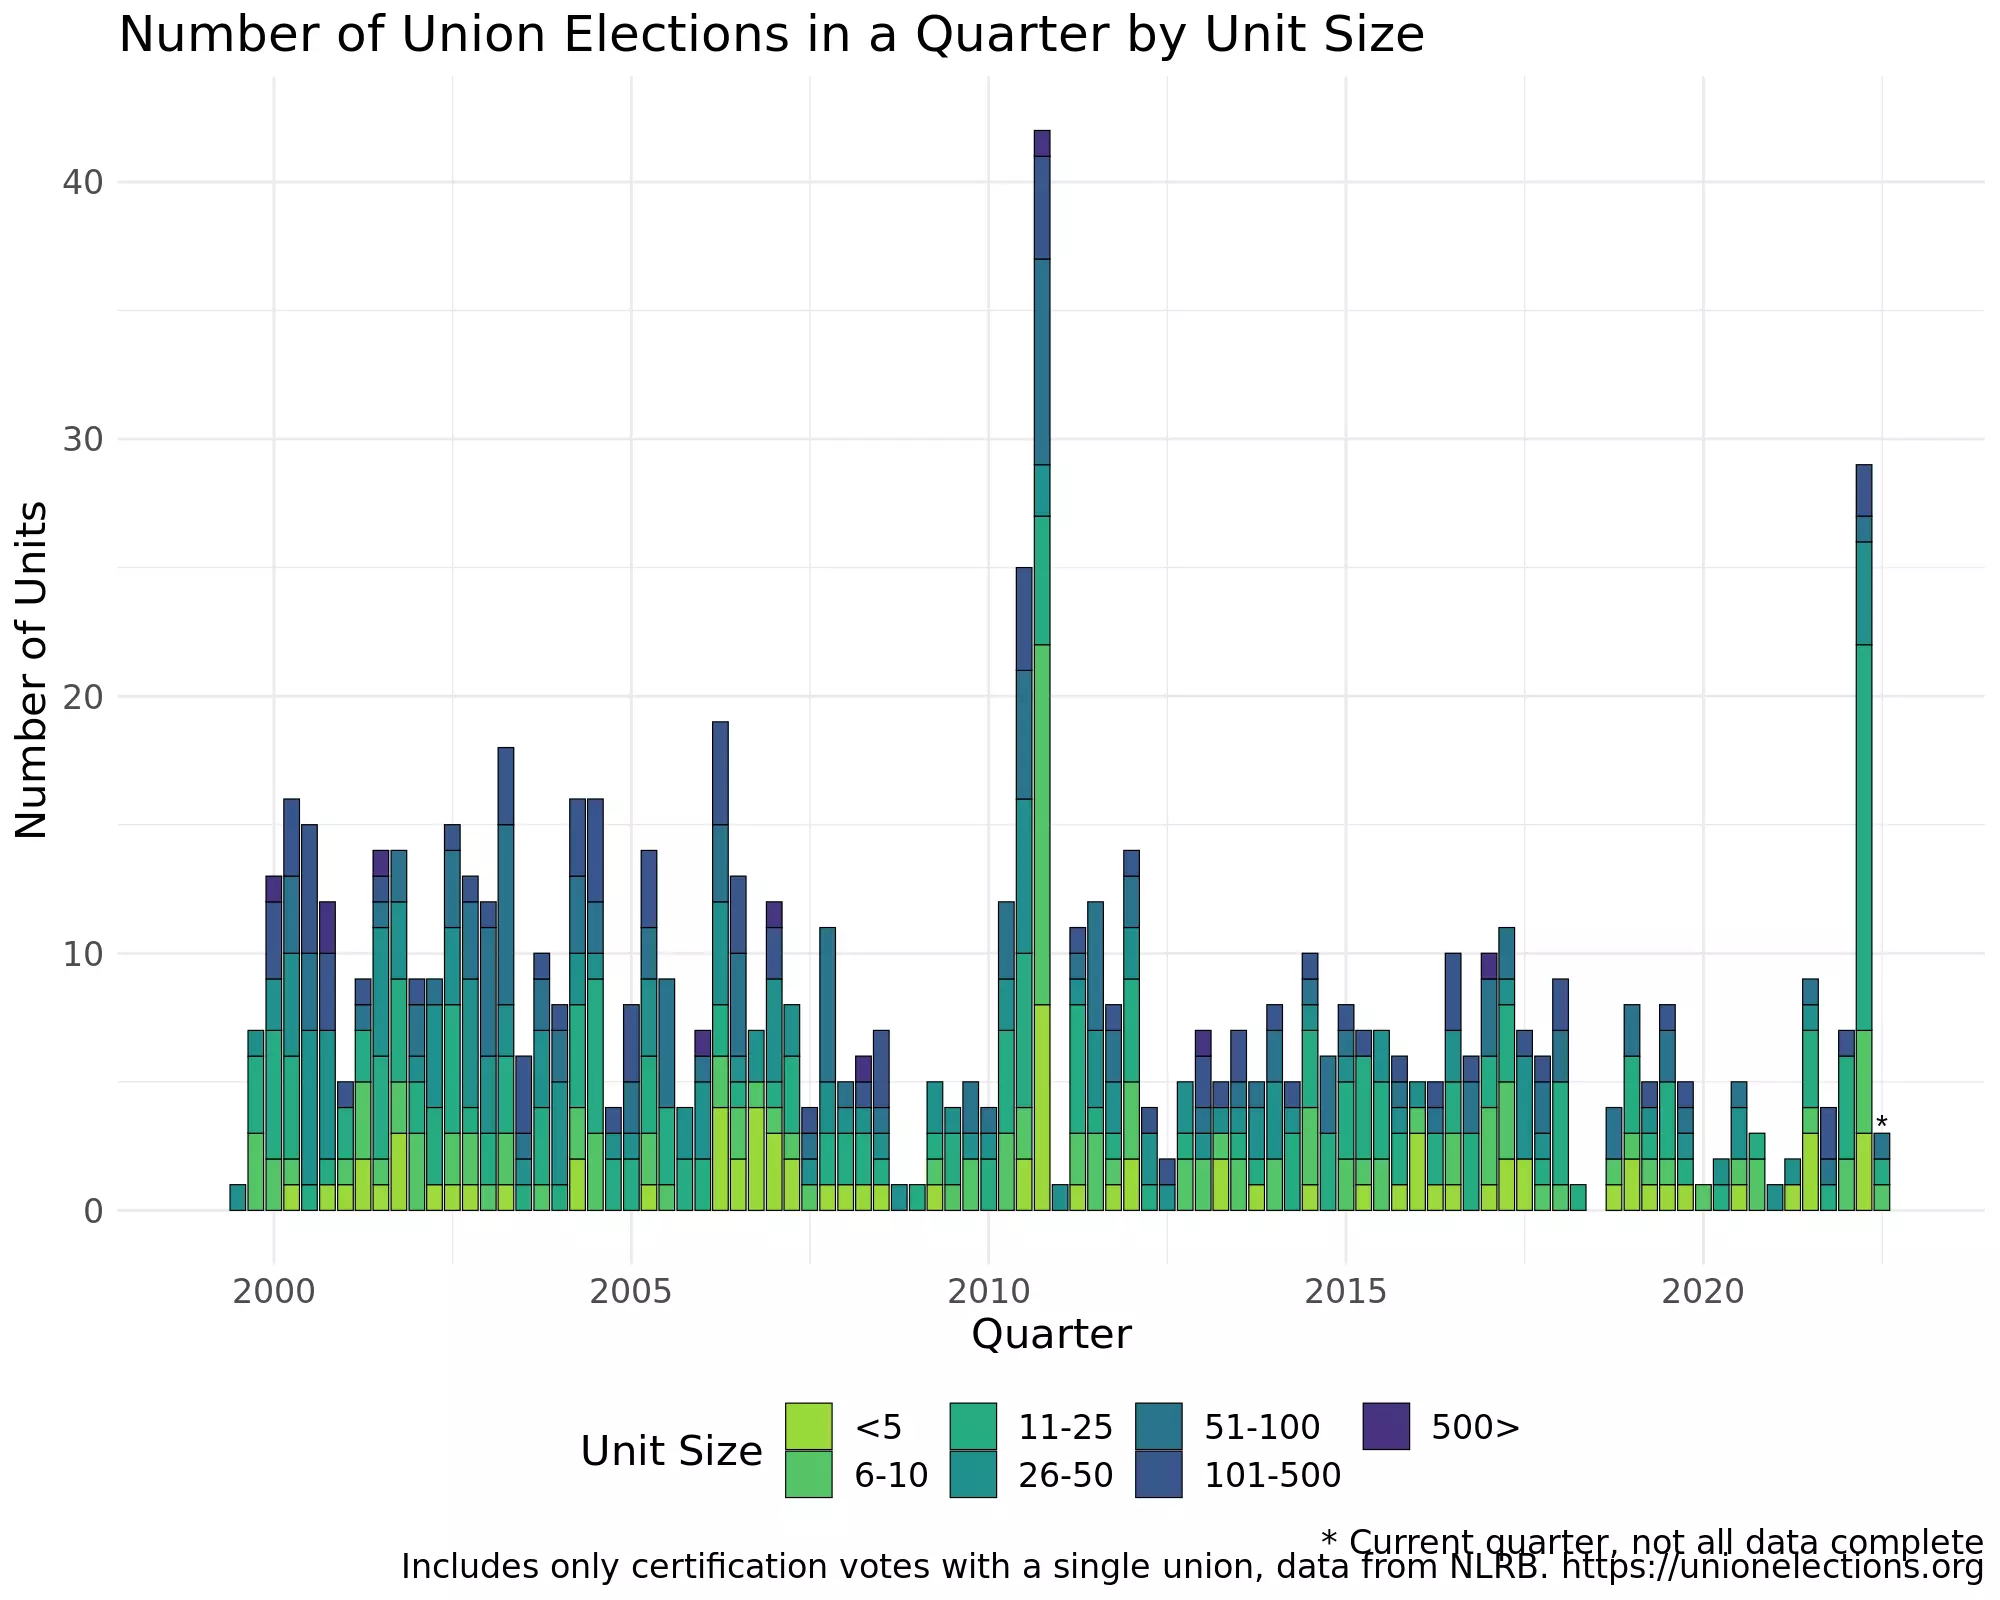 Number of Union Elections in a Quarter by Unit Size
Number of Units
40
30
20
10
0
*
2000 2005 2010 2015 2020
Quarter
Unit Size
<5 11-25 51-100 500>
6-10 26-50 101-500
* Current quarter, not all data complete
Includes only certification votes with a single union, data from NLRB. https://unionelections.org